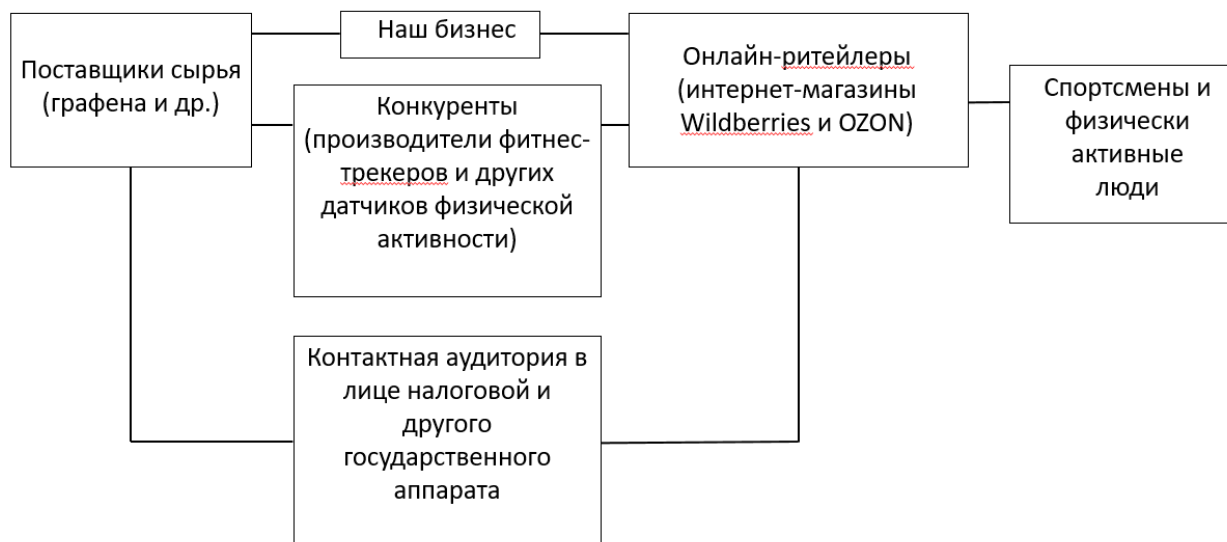 Поставщики сырья
(графена и др.)
Наш бизнес
Конкуренты
(производители фитнес-
трекеров и других
датчиков физической
активности)
Контактная аудитория в
лице налоговой и
другого
государственного
аппарата
Онлайн-ритейлеры
(интернет-магазины
Wildberries и OZON)
Спортсмены и
физически
активные
люди